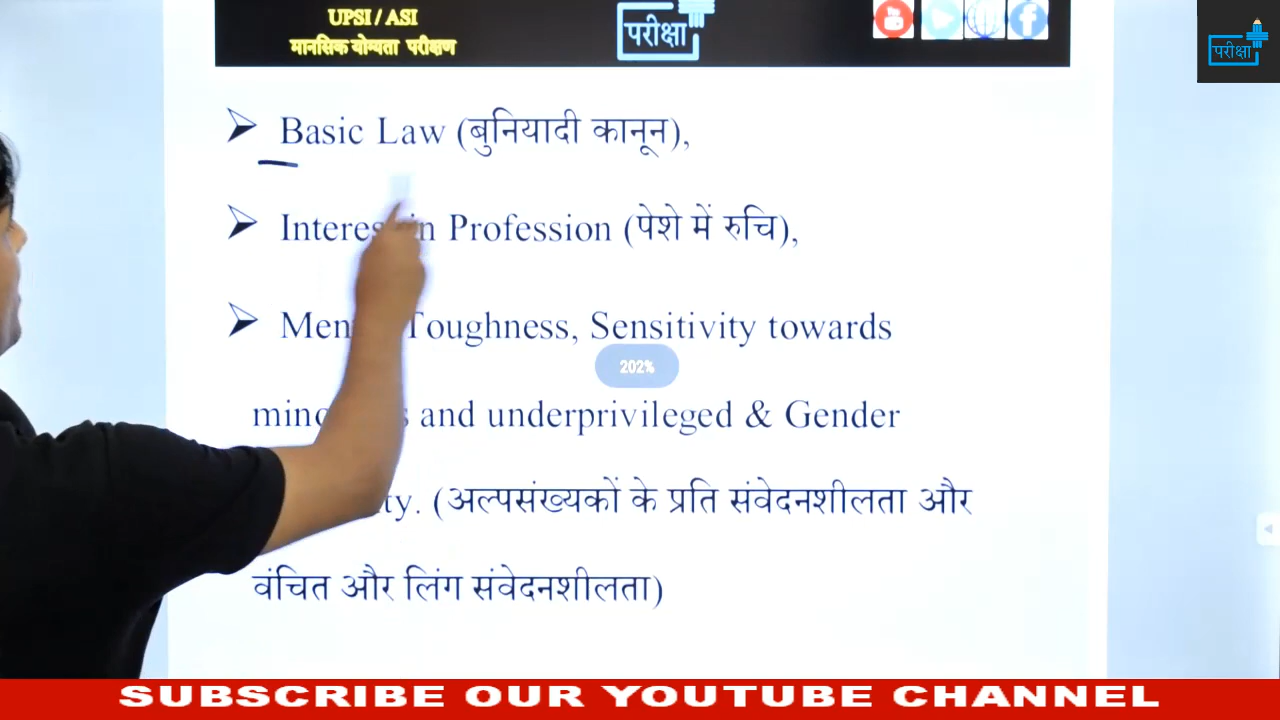 UPSI / ASI
मानसिक योग्यता परीक्षण
परीक्षा
परीक्षा
Basic Law (बुनियादी कानून),
in Profession (पेशे में रुचि),
Toughness, Sensitivity towards
202%
and underprivileged & Gender
(अल्पसंख्यकों के प्रति संवेदनशीलता और
वंचित और लिंग संवेदनशीलता)
SUBSCRIBE OUR YOUTUBE CHANNEL